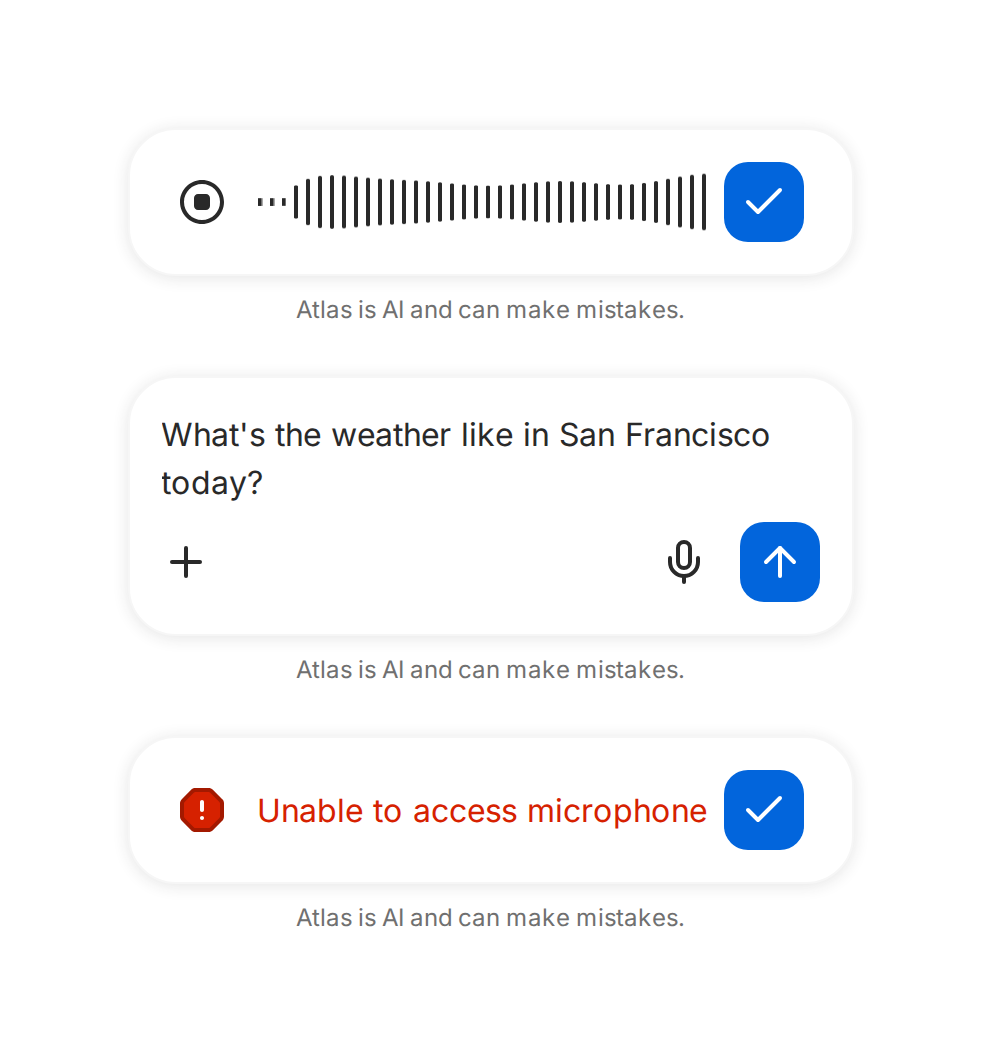 Atlas is AI and can make mistakes.
What's the weather like in San Francisco
today?
Atlas is AI and can make mistakes.
Unable to access microphone
Atlas is AI and can make mistakes.